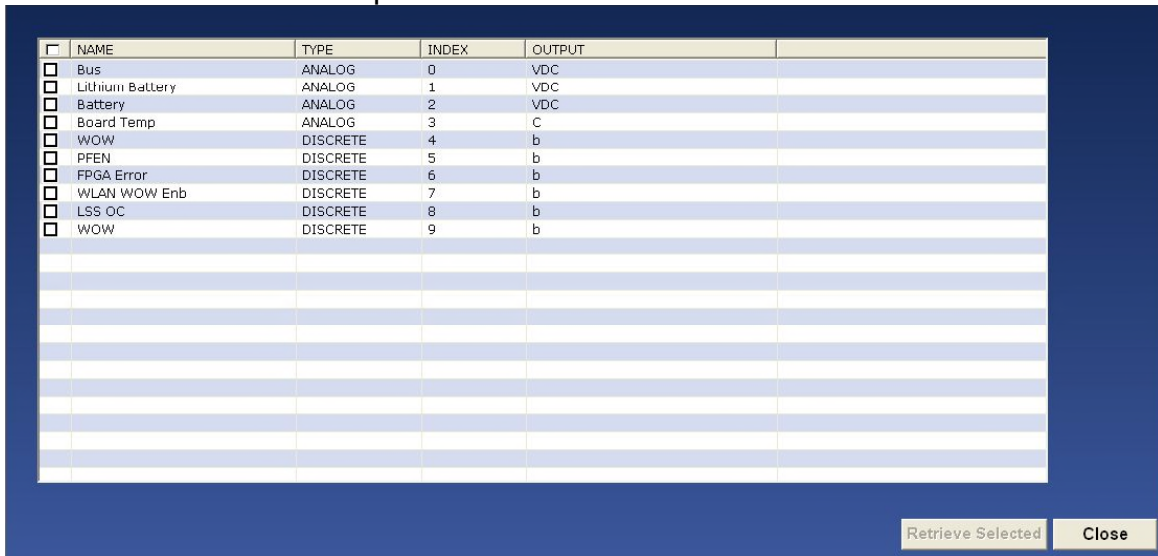 NAME TYPE INDEX OUTPUT
Bus ANALOG 0 VDC
Lithium Battery ANALOG 1 VDC
Battery ANALOG 2 VDC
Board Temp ANALOG 3 C
WOW DISCRETE 4 b
PFEN DISCRETE 5 b
FPGA Error DISCRETE 6 b
WLAN WOW Enb DISCRETE 7 b
LSS OC DISCRETE 8 b
WOW DISCRETE 9 b
Retrieve Selected Close